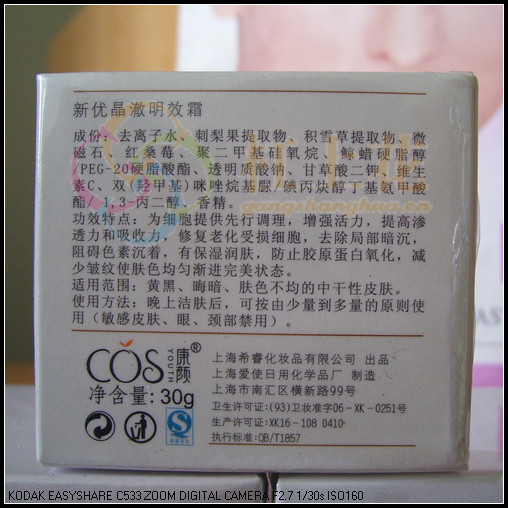 新优晶澈明效霜
成份：去离子水、刺梨果提取物、积雪草提取物、微
磁石、红桑莓、聚二甲基硅氧烷、鲸蜡硬脂醇
PEG-20硬脂酸酯、透明质酸钠、甘草酸二钾、维生
素C、双(羟甲基)咪唑烷基脲/碘丙炔醇丁基氨甲酸
酯、1,3-丙二醇、香精。
功效特点：为细胞提供先行调理，增强活力，提高渗
透力和吸收力，修复老化受损细胞，去除局部暗沉，
阻碍色素沉着，有保湿润肤，防止胶原蛋白氧化，减
少皱纹使肤色均匀渐进完美状态。
适用范围：黄黑、晦暗、肤色不均的中干性皮肤。
使用方法：晚上洁肤后，可按由少量到多量的原则使
用（敏感皮肤、眼、颈部禁用）。
COS YOUTH 康颜®
净含量：30g
上海希睿化妆品有限公司 出品
上海爱使日用化学品厂 制造
上海市南汇区横新路99号
卫生许可证：(93)卫妆准字06-XK-0251号
生产许可证：XK16-108 0410
执行标准：QB/T1857
KODAK EASYSHARE C533 ZOOM DIGITAL CAMERA F2.7 1/30s ISO160